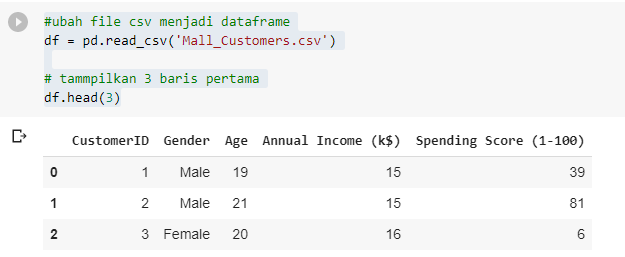 #ubah file csv menjadi dataframe
df = pd.read_csv('Mall_Customers.csv')
# tammpilkan 3 baris pertama
df.head(3)
CustomerID Gender Age Annual Income (k$) Spending Score (1-100)
0 1 Male 19 15 39
1 2 Male 21 15 81
2 3 Female 20 16 6